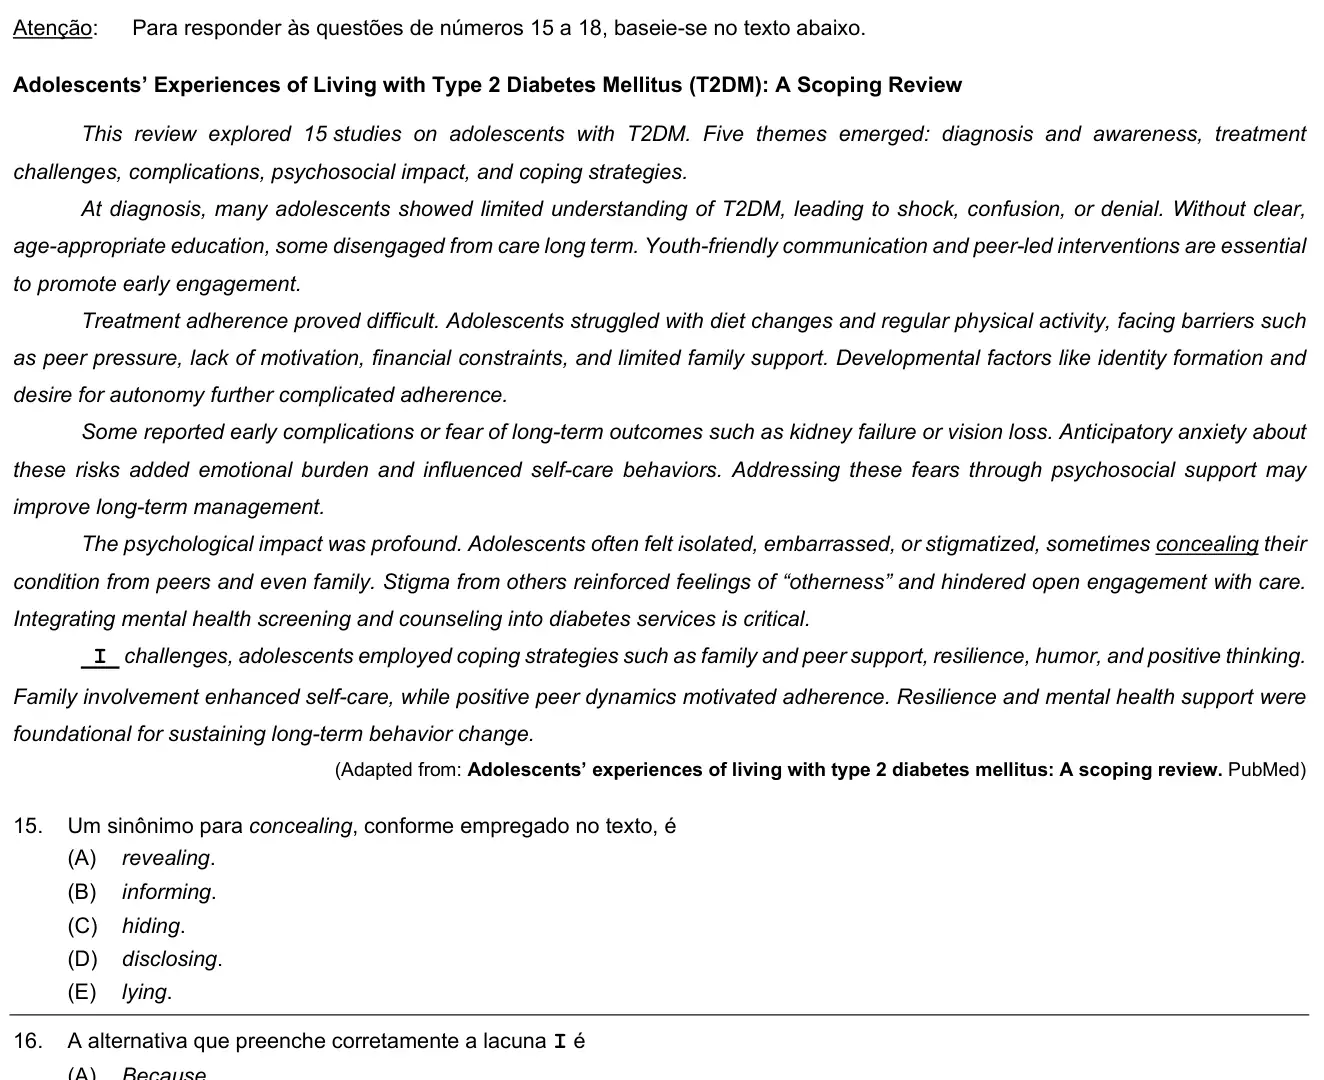 Atenção: Para responder às questões de números 15 a 18, baseie-se no texto abaixo.
Adolescents’ Experiences of Living with Type 2 Diabetes Mellitus (T2DM): A Scoping Review
This review explored 15 studies on adolescents with T2DM. Five themes emerged: diagnosis and awareness, treatment
challenges, complications, psychosocial impact, and coping strategies.
At diagnosis, many adolescents showed limited understanding of T2DM, leading to shock, confusion, or denial. Without clear,
age-appropriate education, some disengaged from care long term. Youth-friendly communication and peer-led interventions are essential
to promote early engagement.
Treatment adherence proved difficult. Adolescents struggled with diet changes and regular physical activity, facing barriers such
as peer pressure, lack of motivation, financial constraints, and limited family support. Developmental factors like identity formation and
desire for autonomy further complicated adherence.
Some reported early complications or fear of long-term outcomes such as kidney failure or vision loss. Anticipatory anxiety about
these risks added emotional burden and influenced self-care behaviors. Addressing these fears through psychosocial support may
improve long-term management.
The psychological impact was profound. Adolescents often felt isolated, embarrassed, or stigmatized, sometimes concealing their
condition from peers and even family. Stigma from others reinforced feelings of “otherness” and hindered open engagement with care.
Integrating mental health screening and counseling into diabetes services is critical.
I challenges, adolescents employed coping strategies such as family and peer support, resilience, humor, and positive thinking.
Family involvement enhanced self-care, while positive peer dynamics motivated adherence. Resilience and mental health support were
foundational for sustaining long-term behavior change.
(Adapted from: Adolescents’ experiences of living with type 2 diabetes mellitus: A scoping review. PubMed)
15. Um sinônimo para concealing, conforme empregado no texto, é
(A) revealing.
(B) informing.
(C) hiding.
(D) disclosing.
(E) lying.
16. A alternativa que preenche corretamente a lacuna I é
(A) Because